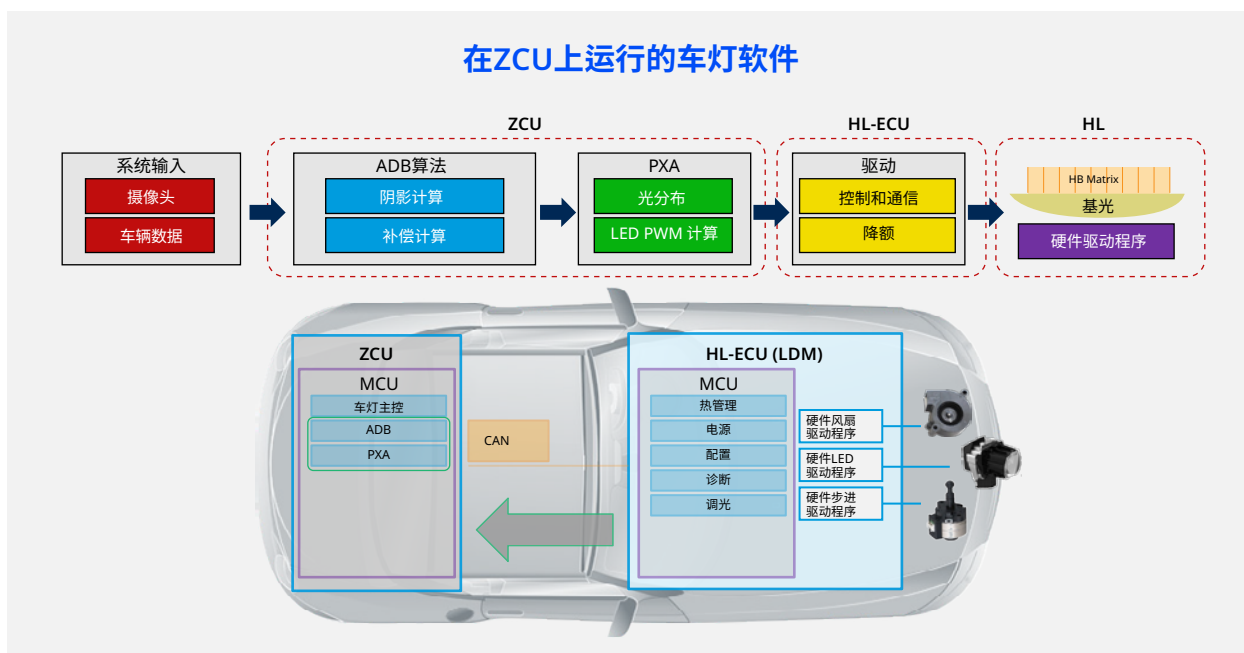 在ZCU上运行的车灯软件
ZCU
HL-ECU
HL
系统输入
摄像头
车辆数据
ADB算法
阴影计算
补偿计算
PXA
光分布
LED PWM 计算
驱动
控制和通信
降额
HB Matrix
基光
硬件驱动程序
ZCU
MCU
车灯主控
ADB
PXA
CAN
HL-ECU (LDM)
MCU
热管理
电源
配置
诊断
调光
硬件风扇
驱动程序
硬件LED
驱动程序
硬件步进
驱动程序